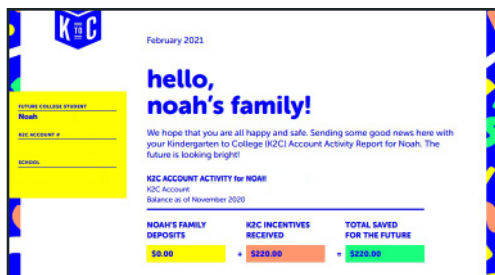 K TO C
February 2021
hello,
noah's family!
FUTURE COLLEGE STUDENT
Noah
K2C ACCOUNT #
SCHOOL
We hope that you are all happy and safe. Sending some good news here with
your Kindergarten to College (K2C) Account Activity Report for Noah. The
future is looking bright!
K2C ACCOUNT ACTIVITY for NOAH
K2C Account
Balance as of November 2020
NOAH'S FAMILY DEPOSITS
$0.00
+
K2C INCENTIVES RECEIVED
$220.00
=
TOTAL SAVED FOR THE FUTURE
$220.00